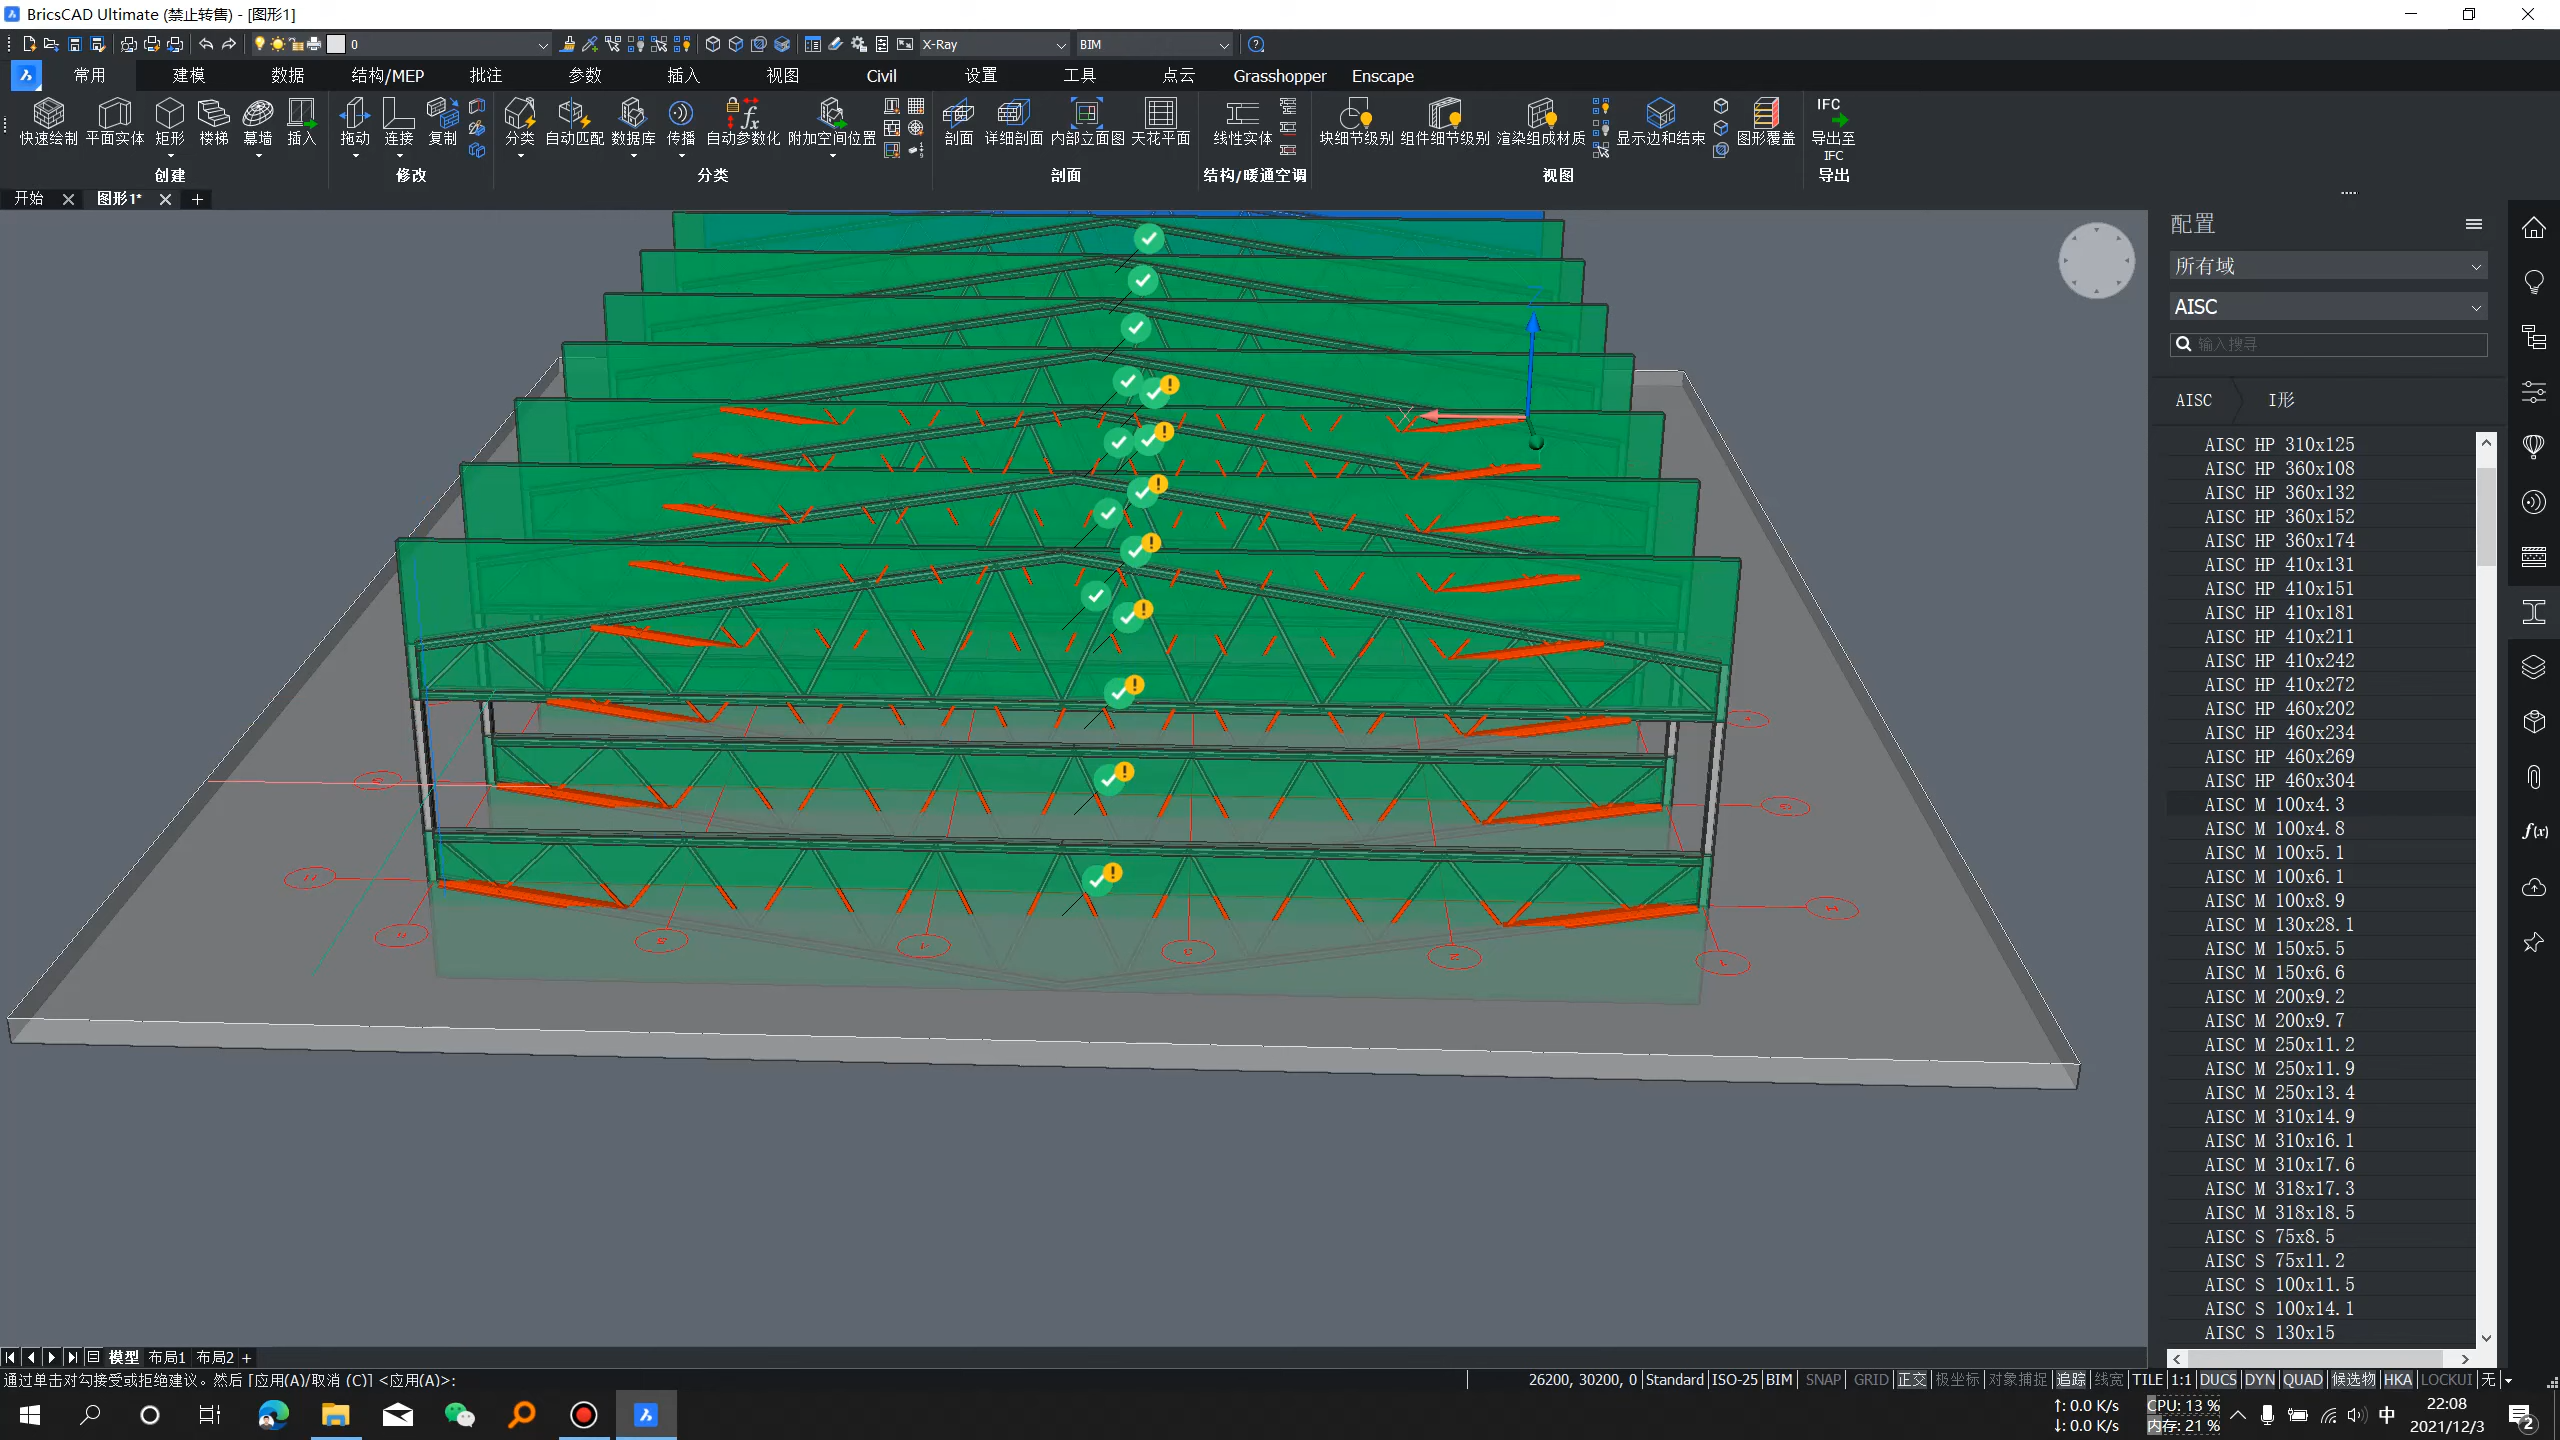 BricsCAD Ultimate (禁止转售) - [图形1]
0
X-Ray
BIM
常用 建模 数据 结构/MEP 批注 参数 插入 视图 Civil 设置 工具 点云 Grasshopper Enscape
快速绘制 平面实体 矩形 楼梯 幕墙 插入 拖动 连接 复制 分类 自动匹配 数据库 传播 自动参数化 附加空间位置 剖面 详细剖面 内部立面图 天花平面 线性实体 块细节级别 组件细节级别 渲染组成材质 显示边和结束 图形覆盖 IFC 导出至 IFC
创建 修改 分类 剖面 结构/暖通空调 视图 导出
开始 图形1* +
配置
所有域
AISC
输入搜寻
AISC I形
AISC HP 310x125
AISC HP 360x108
AISC HP 360x132
AISC HP 360x152
AISC HP 360x174
AISC HP 410x131
AISC HP 410x151
AISC HP 410x181
AISC HP 410x211
AISC HP 410x242
AISC HP 410x272
AISC HP 460x202
AISC HP 460x234
AISC HP 460x269
AISC HP 460x304
AISC M 100x4.3
AISC M 100x4.8
AISC M 100x5.1
AISC M 100x6.1
AISC M 100x8.9
AISC M 130x28.1
AISC M 150x5.5
AISC M 150x6.6
AISC M 200x9.2
AISC M 200x9.7
AISC M 250x11.2
AISC M 250x11.9
AISC M 250x13.4
AISC M 310x14.9
AISC M 310x16.1
AISC M 310x17.6
AISC M 318x17.3
AISC M 318x18.5
AISC S 75x8.5
AISC S 75x11.2
AISC S 100x11.5
AISC S 100x14.1
AISC S 130x15
模型 布局1 布局2 +
通过单击对勾接受或拒绝建议。然后 [应用(A)/取消 (C)] <应用(A)>:
26200, 30200, 0 Standard ISO-25 BIM SNAP GRID 正交 极坐标 对象捕捉 追踪 线宽 TILE 1:1 DUCS DYN QUAD 候选物 HKA LOCKUI 无
↑: 0.0 K/s
↓: 0.0 K/s
CPU: 13 %
内存: 21 %
中
22:08
2021/12/3
2